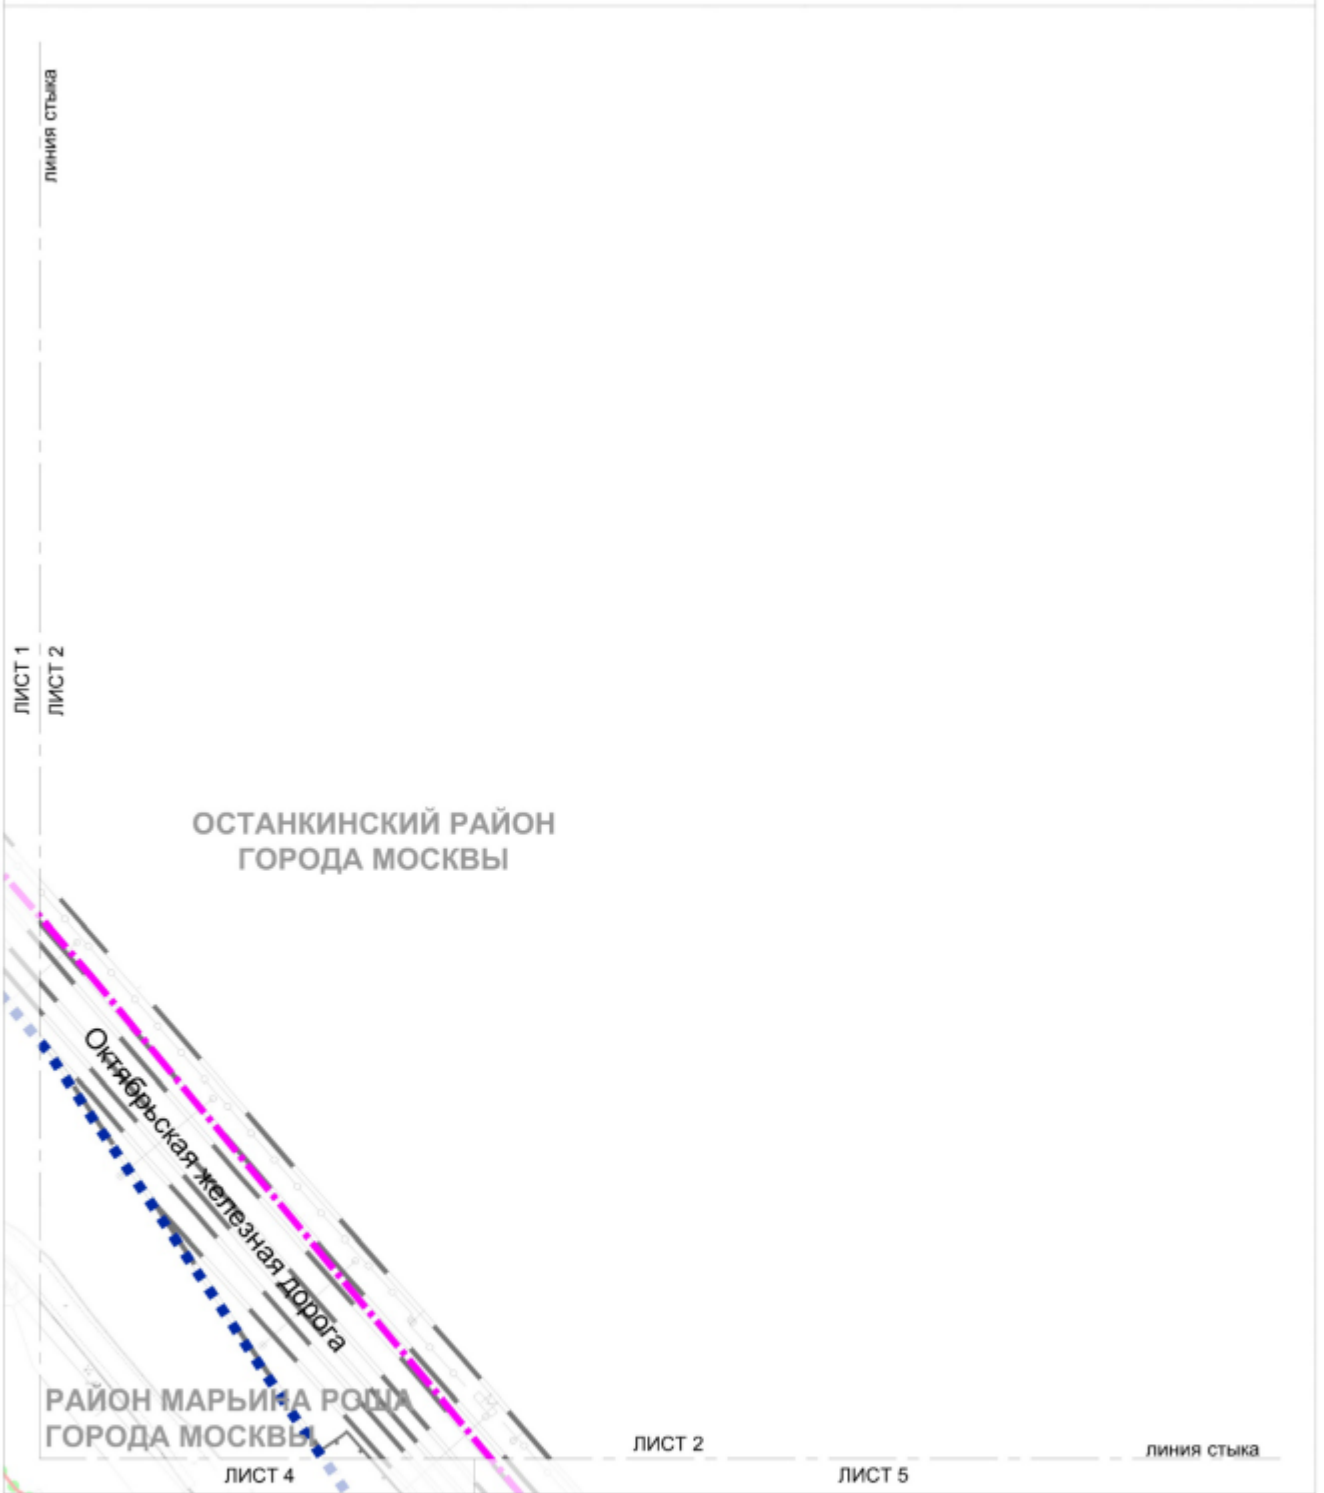 линия стыка
ЛИСТ 1
ЛИСТ 2
ОСТАНКИНСКИЙ РАЙОН
ГОРОДА МОСКВЫ
Октябрьская железная дорога
РАЙОН МАРЬИНА РОЩА
ГОРОДА МОСКВЫ
ЛИСТ 2
линия стыка
ЛИСТ 4
ЛИСТ 5